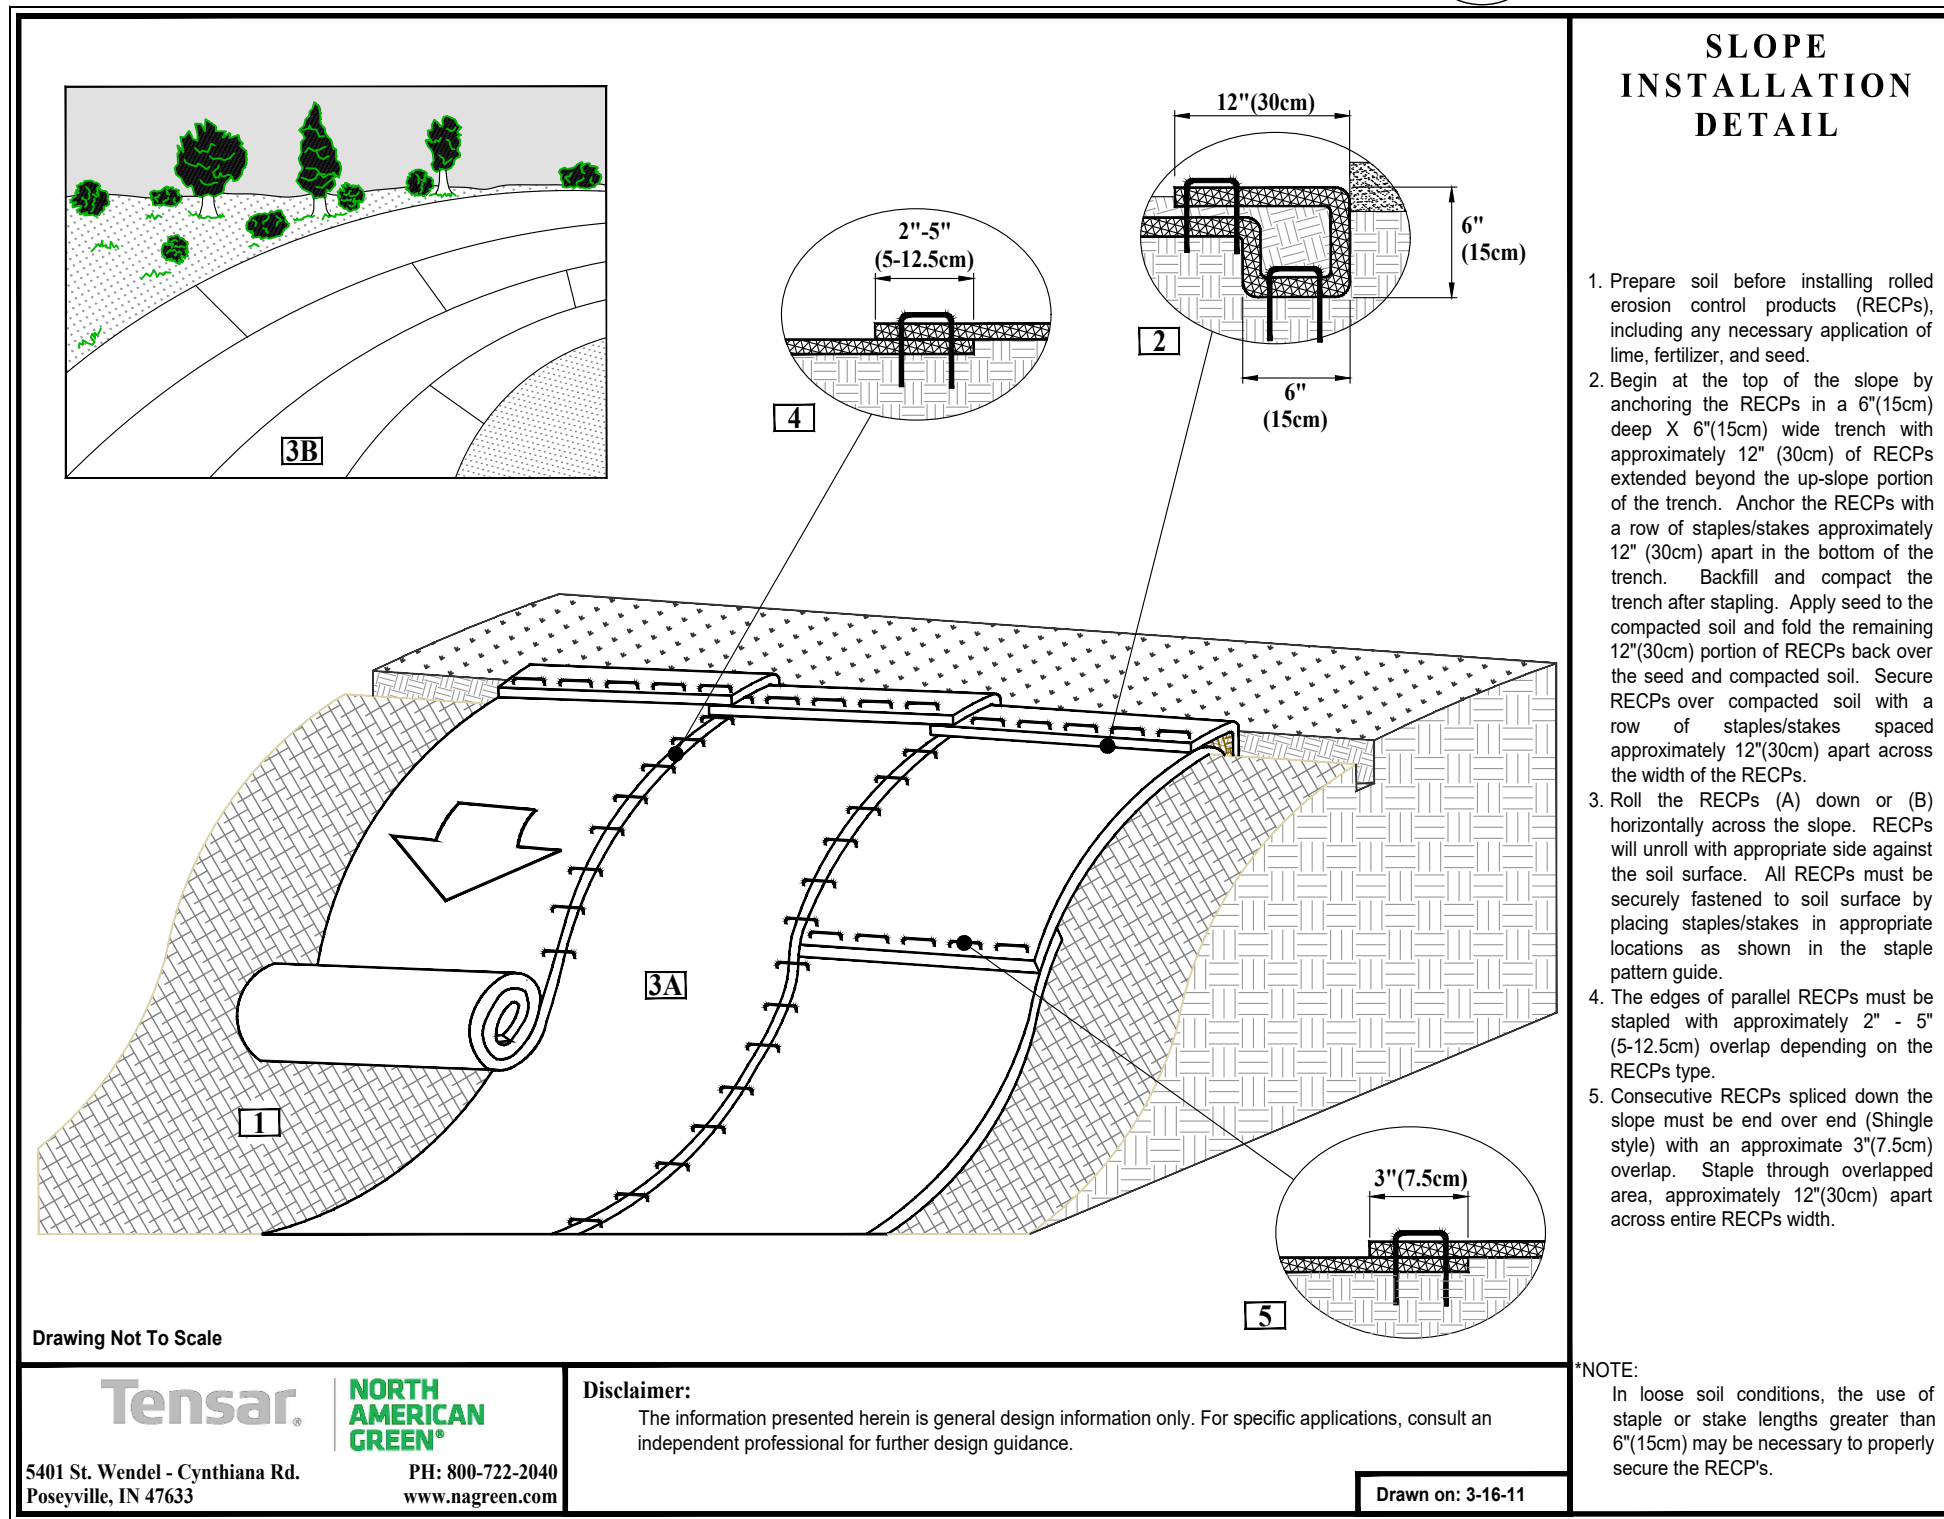 SLOPE
INSTALLATION
DETAIL
12"(30cm)
6"
(15cm)
2
6"
(15cm)
2"-5"
(5-12.5cm)
4
3B
3A
1
3"(7.5cm)
5
Drawing Not To Scale
1. Prepare soil before installing rolled
erosion control products (RECPs),
including any necessary application of
lime, fertilizer, and seed.
2. Begin at the top of the slope by
anchoring the RECPs in a 6"(15cm)
deep X 6"(15cm) wide trench with
approximately 12" (30cm) of RECPs
extended beyond the up-slope portion
of the trench. Anchor the RECPs with
a row of staples/stakes approximately
12" (30cm) apart in the bottom of the
trench. Backfill and compact the
trench after stapling. Apply seed to the
compacted soil and fold the remaining
12"(30cm) portion of RECPs back over
the seed and compacted soil. Secure
RECPs over compacted soil with a
row of staples/stakes spaced
approximately 12"(30cm) apart across
the width of the RECPs.
3. Roll the RECPs (A) down or (B)
horizontally across the slope. RECPs
will unroll with appropriate side against
the soil surface. All RECPs must be
securely fastened to soil surface by
placing staples/stakes in appropriate
locations as shown in the staple
pattern guide.
4. The edges of parallel RECPs must be
stapled with approximately 2" - 5"
(5-12.5cm) overlap depending on the
RECPs type.
5. Consecutive RECPs spliced down the
slope must be end over end (Shingle
style) with an approximate 3"(7.5cm)
overlap. Staple through overlapped
area, approximately 12"(30cm) apart
across entire RECPs width.
*NOTE:
In loose soil conditions, the use of
staple or stake lengths greater than
6"(15cm) may be necessary to properly
secure the RECP's.
Tensar®
NORTH
AMERICAN
GREEN®
5401 St. Wendel - Cynthiana Rd.
Poseyville, IN 47633
PH: 800-722-2040
www.nagreen.com
Disclaimer:
The information presented herein is general design information only. For specific applications, consult an
independent professional for further design guidance.
Drawn on: 3-16-11